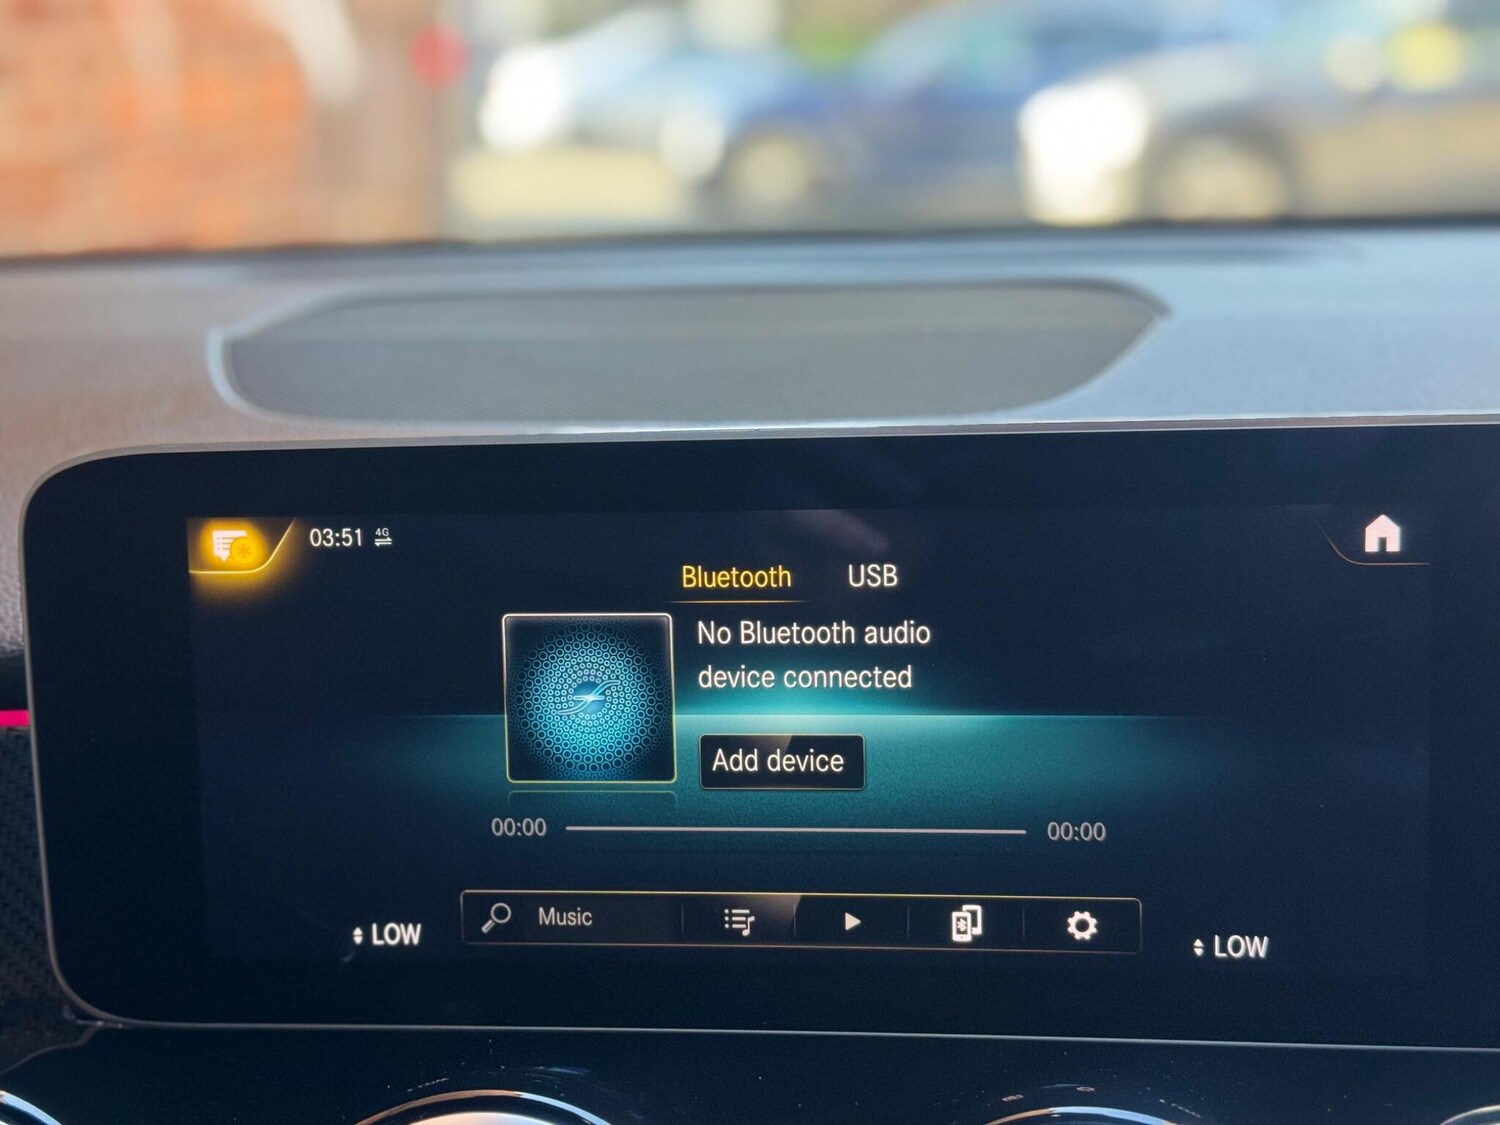 03:51 4G
Bluetooth USB
No Bluetooth audio
device connected
Add device
00:00 00:00
Music
LOW LOW